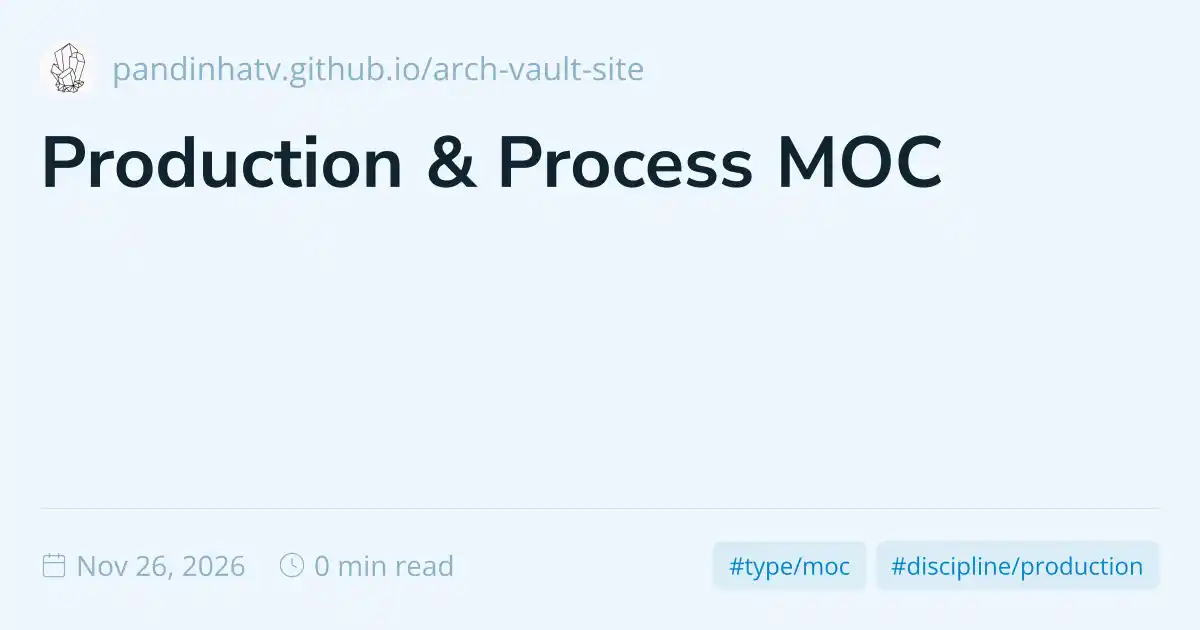 pandinhatv.github.io/arch-vault-site
Production & Process MOC
Nov 26, 2026 0 min read #type/moc #discipline/production